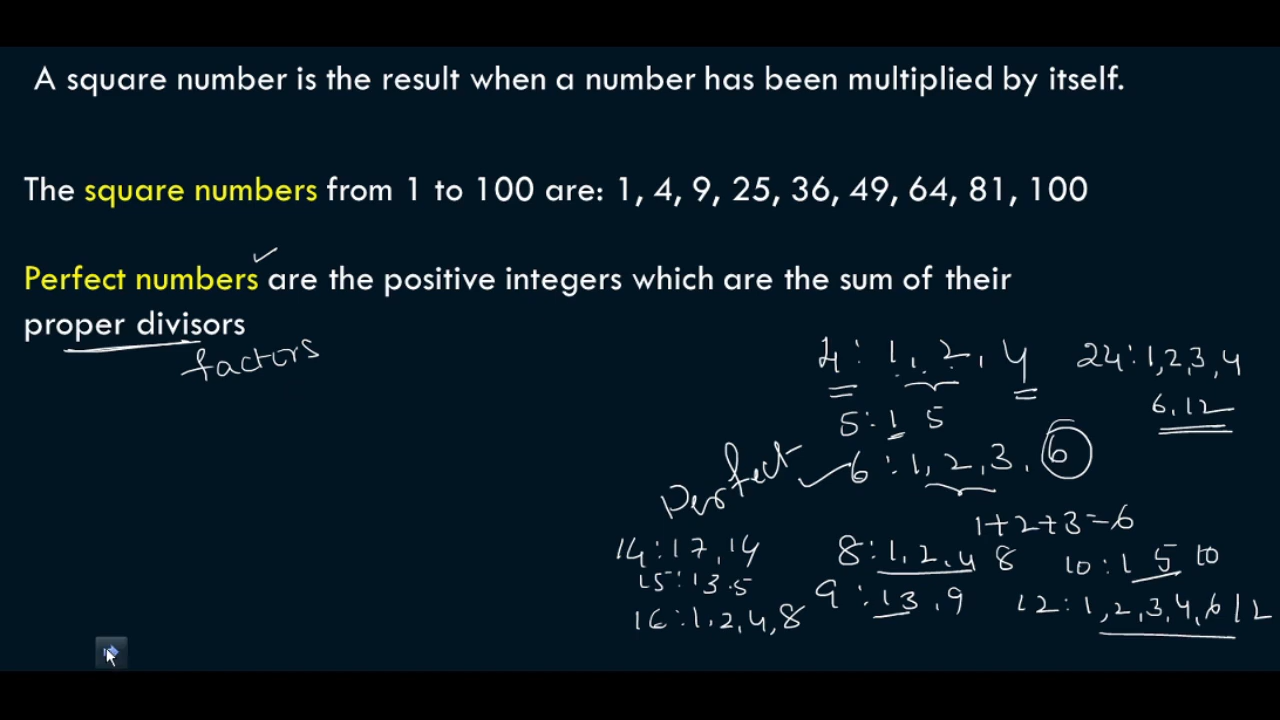 A square number is the result when a number has been multiplied by itself.
The square numbers from 1 to 100 are: 1, 4, 9, 25, 36, 49, 64, 81, 100
Perfect numbers are the positive integers which are the sum of their
proper divisors
factors
4: 1, 2, 4
24: 1, 2, 3, 4
6, 12
5: 1 5
Perfect
6: 1, 2, 3, 6
1+2+3=6
14: 1 7, 14
8: 1, 2, 4 8
10: 1 5 10
15: 1 3.5
9: 1 3, 9
12: 1, 2, 3, 4, 6 12
16: 1, 2, 4, 8